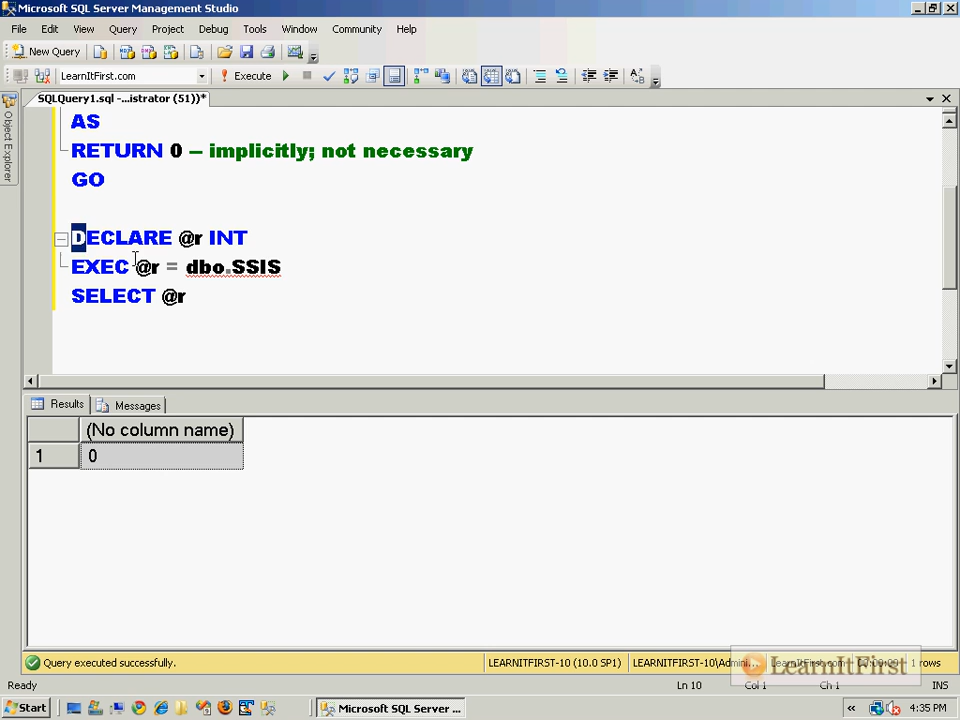 Microsoft SQL Server Management Studio
File Edit View Query Project Debug Tools Window Community Help
New Query
LearnItFirst.com Execute
SQLQuery1.sql -...istrator (51))*
Object Explorer
AS
RETURN 0 -- implicitly; not necessary
GO
DECLARE @r INT
EXEC @r = dbo.SSIS
SELECT @r
Results Messages
(No column name)
1 0
Query executed successfully. LEARNITFIRST-10 (10.0 SP1) LEARNITFIRST-10\Admini... 1 rows
LearnItFirst
Ready Ln 10 Col 1 Ch 1 INS
Start Microsoft SQL Server ... « 4:35 PM